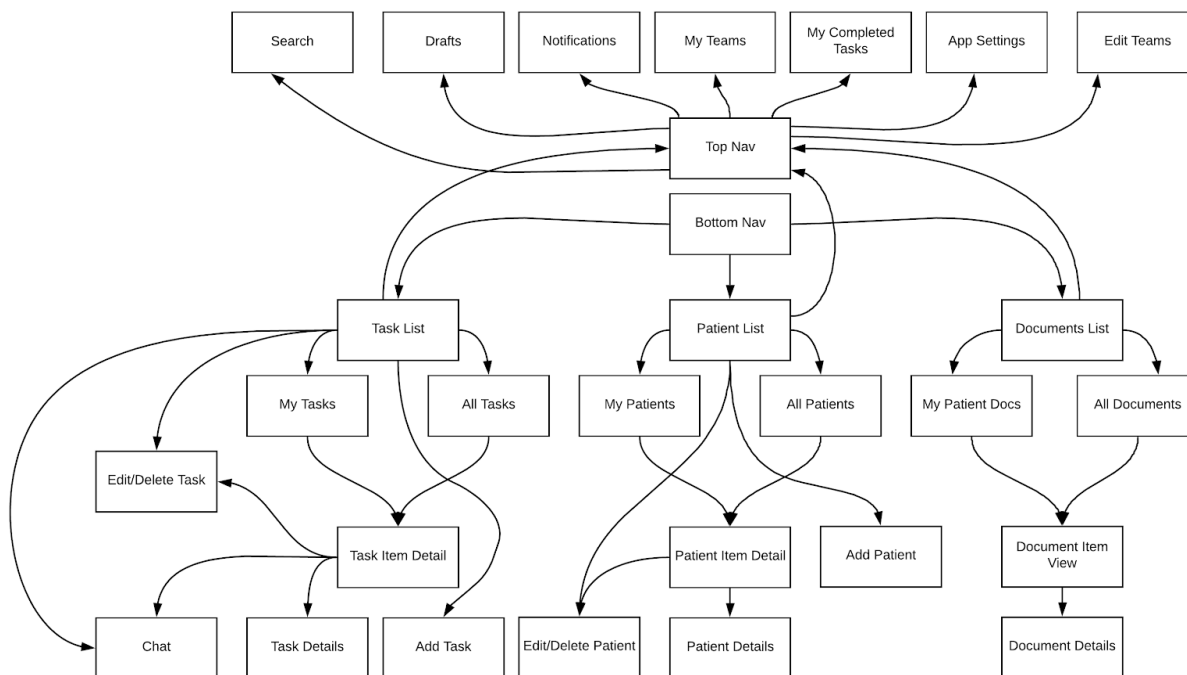 Search
Drafts
Notifications
My Teams
My Completed
Tasks
App Settings
Edit Teams
Top Nav
Bottom Nav
Task List
Patient List
Documents List
My Tasks
All Tasks
My Patients
All Patients
My Patient Docs
All Documents
Edit/Delete Task
Task Item Detail
Patient Item Detail
Add Patient
Document Item
View
Chat
Task Details
Add Task
Edit/Delete Patient
Patient Details
Document Details